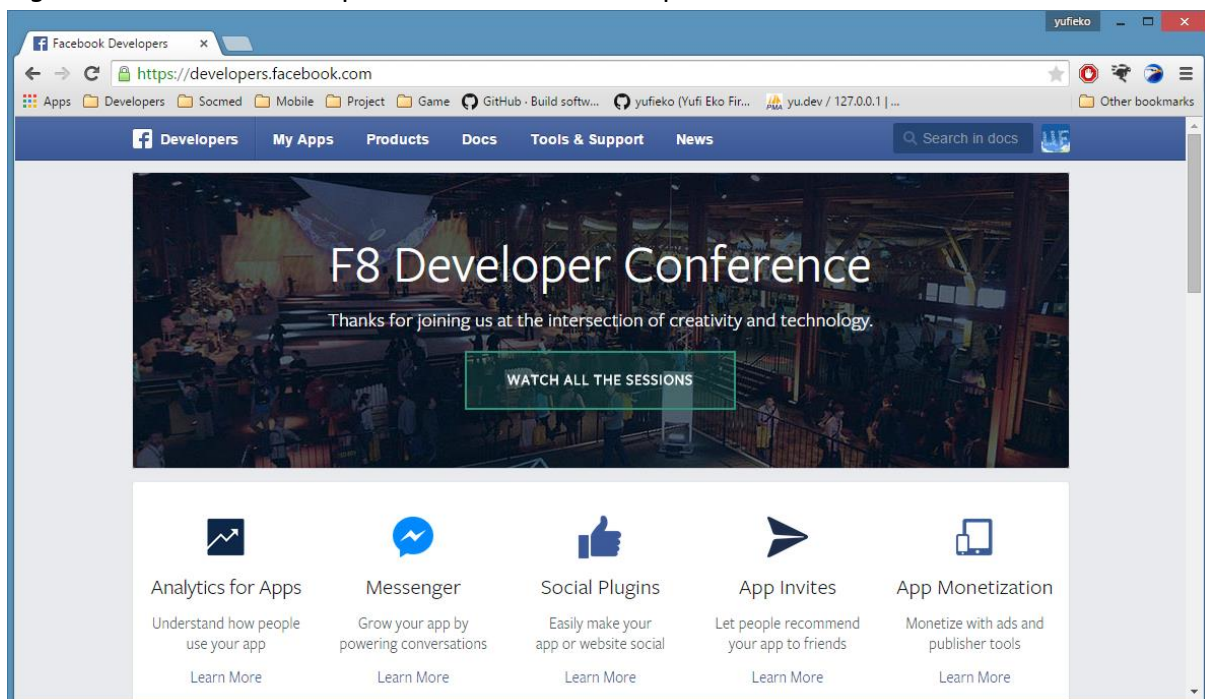 yufieko
Facebook Developers
https://developers.facebook.com
Apps Developers Socmed Mobile Project Game GitHub · Build softw... yufieko (Yufi Eko Fir... yu.dev / 127.0.0.1 | ... Other bookmarks
Developers My Apps Products Docs Tools & Support News Search in docs
F8 Developer Conference
Thanks for joining us at the intersection of creativity and technology.
WATCH ALL THE SESSIONS
Analytics for Apps
Understand how people
use your app
Learn More
Messenger
Grow your app by
powering conversations
Learn More
Social Plugins
Easily make your
app or website social
Learn More
App Invites
Let people recommend
your app to friends
Learn More
App Monetization
Monetize with ads and
publisher tools
Learn More